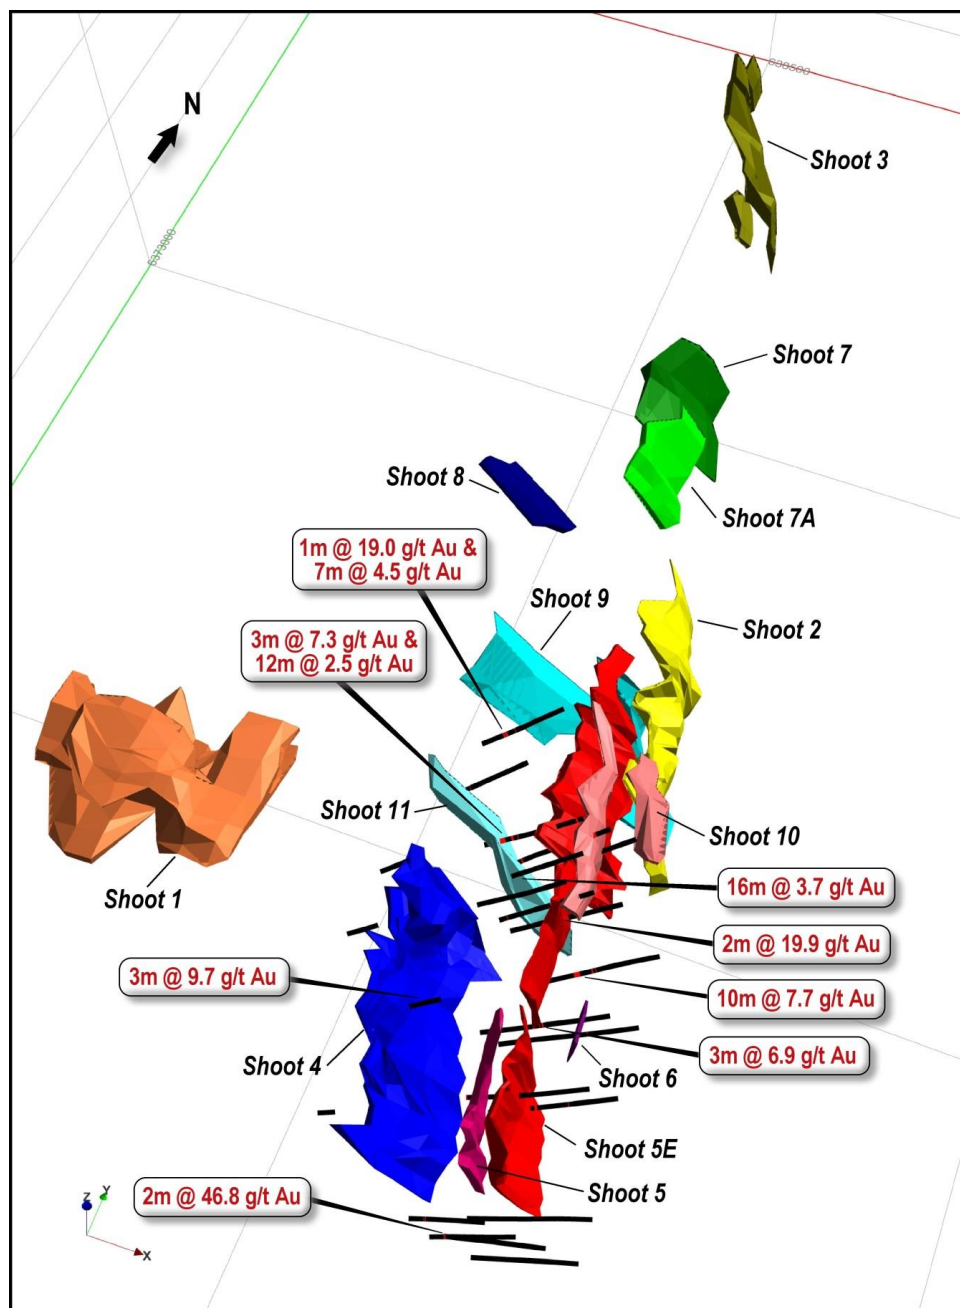 638500
Shoot 3
N
6373000
Shoot 7
Shoot 8
Shoot 7A
1m @ 19.0 g/t Au &
7m @ 4.5 g/t Au
Shoot 9
Shoot 2
3m @ 7.3 g/t Au &
12m @ 2.5 g/t Au
Shoot 11
Shoot 10
Shoot 1
16m @ 3.7 g/t Au
2m @ 19.9 g/t Au
3m @ 9.7 g/t Au
10m @ 7.7 g/t Au
3m @ 6.9 g/t Au
Shoot 4
Shoot 6
Shoot 5E
Shoot 5
2m @ 46.8 g/t Au
Z
Y
X